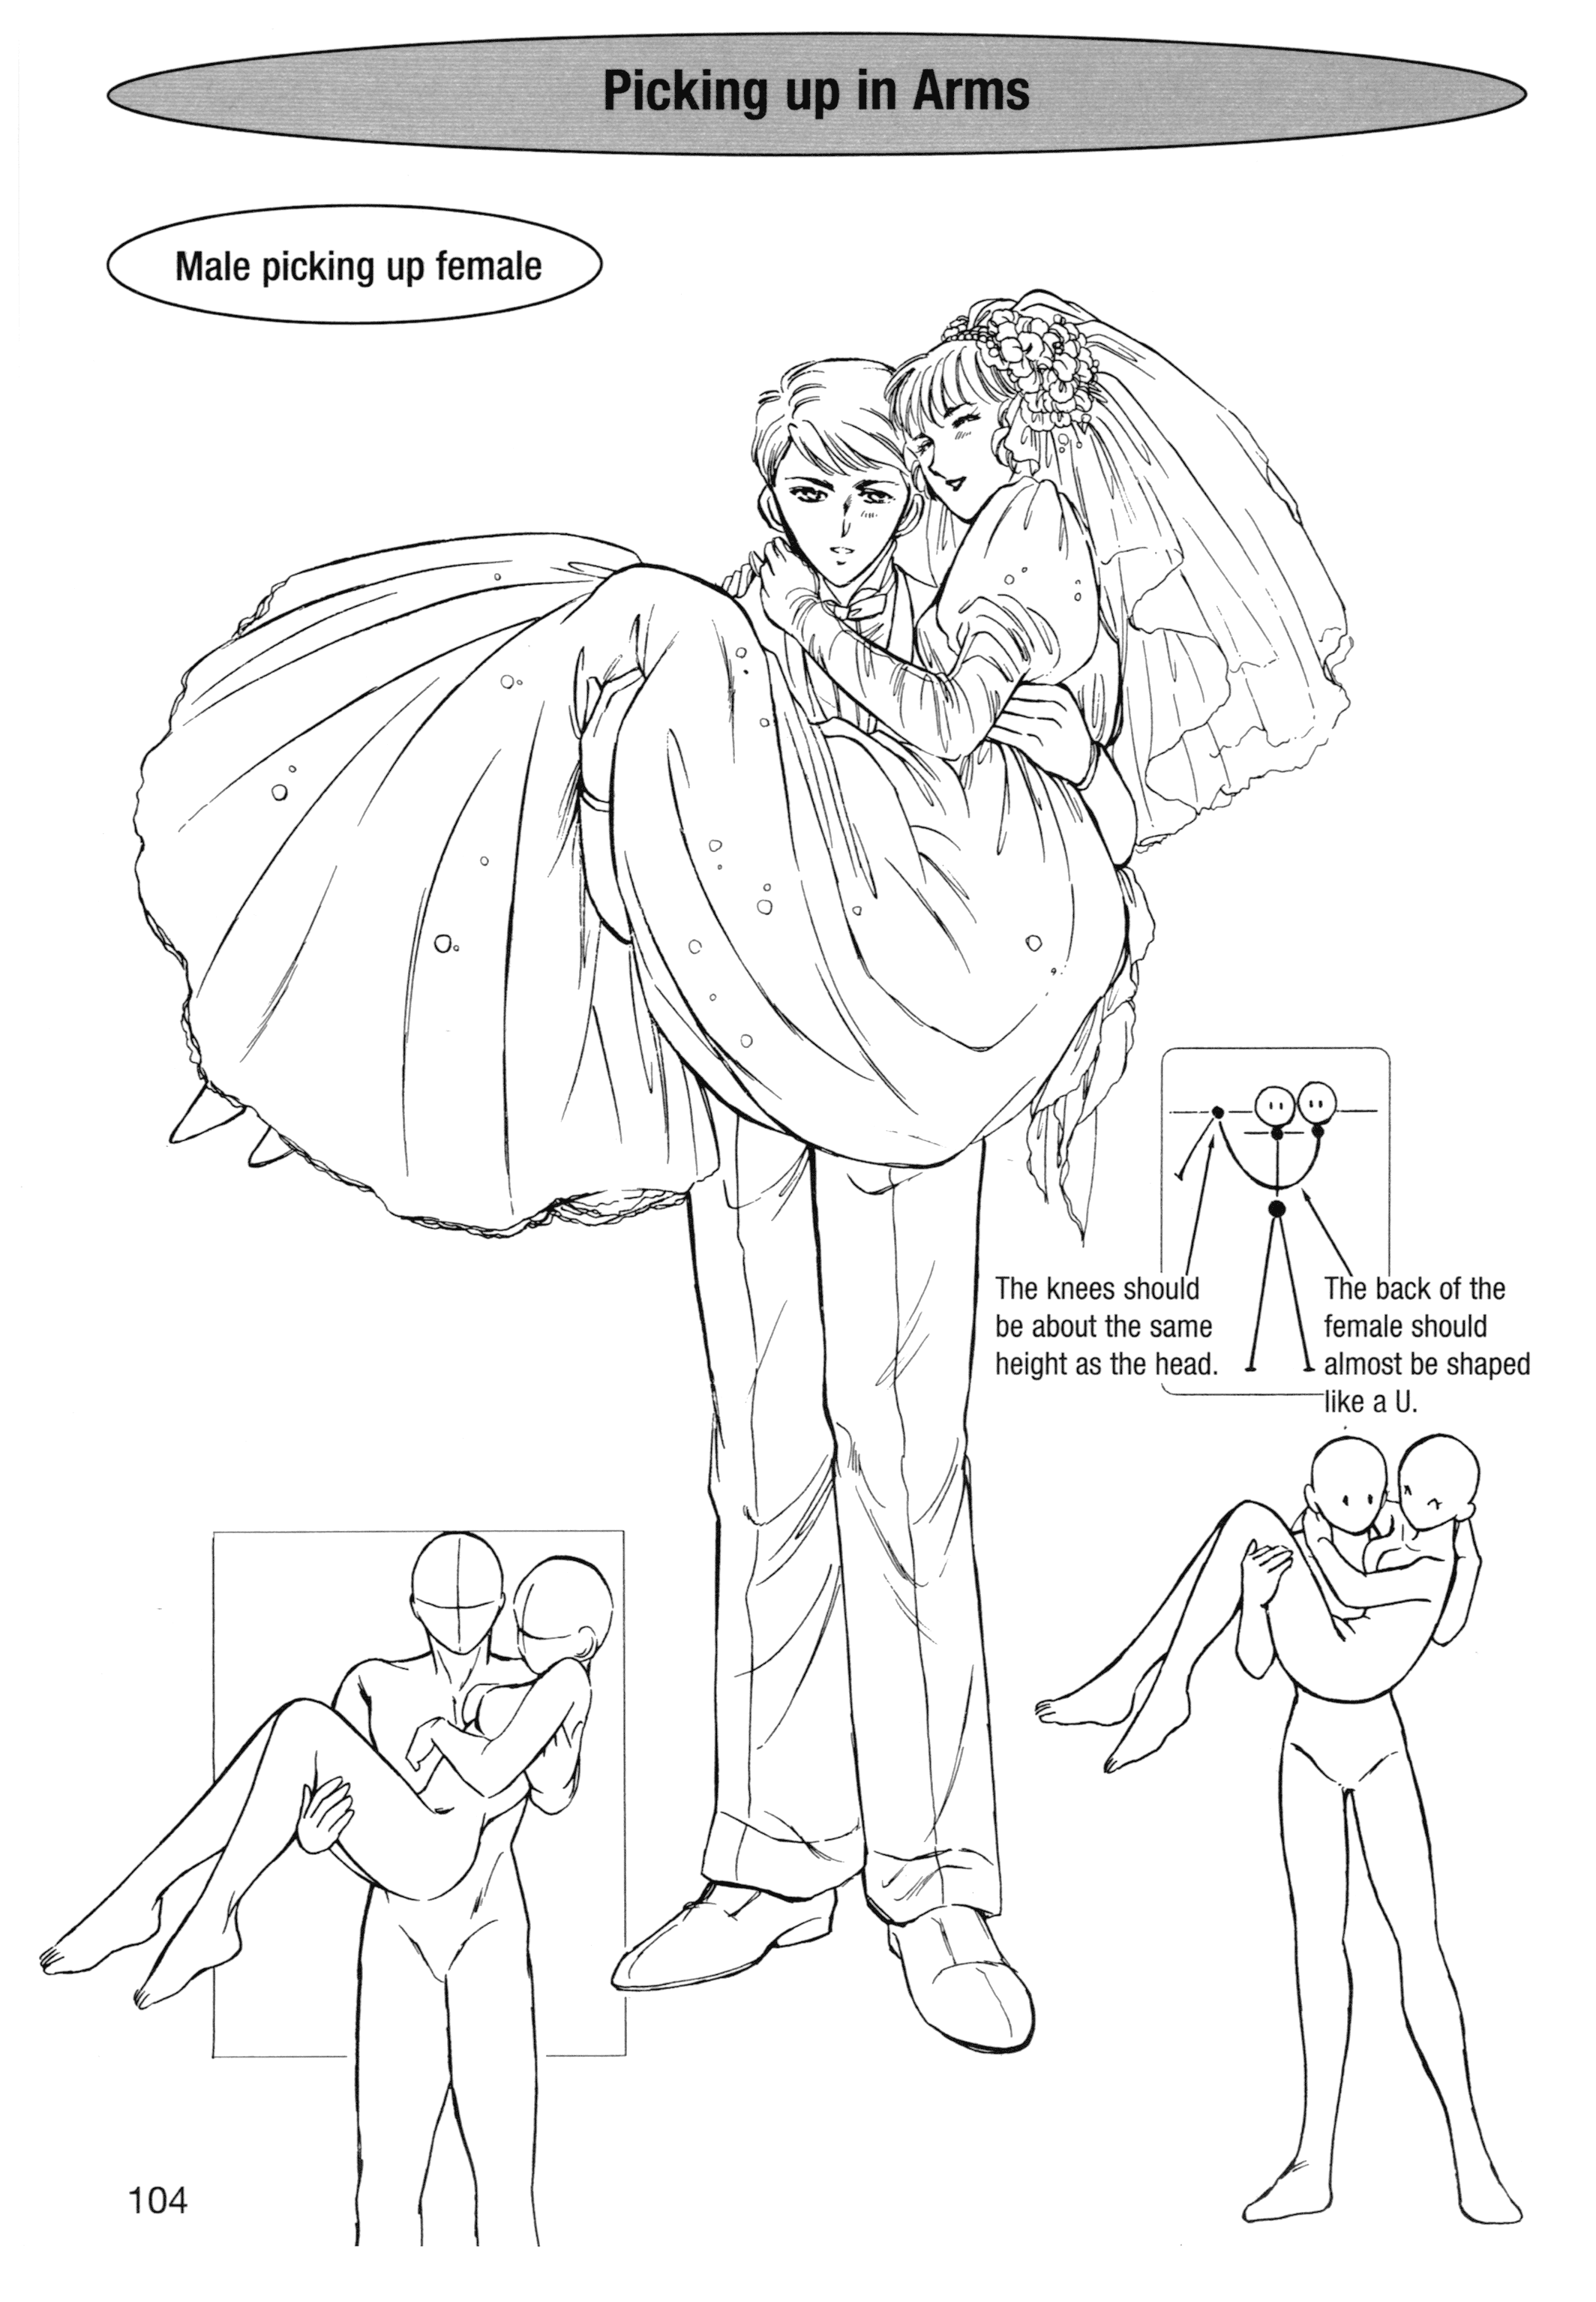 Picking up in Arms
Male picking up female
The knees should
be about the same
height as the head.
The back of the
female should
almost be shaped
like a U.
104